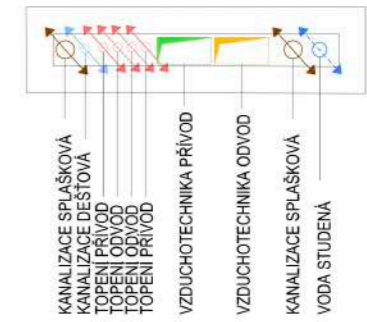 KANALIZACE SPLAŠKOVÁ
KANALIZACE DEŠŤOVÁ
TOPENÍ PŘÍVOD
TOPENÍ ODVOD
TOPENÍ ODVOD
TOPENÍ PŘÍVOD
VZDUCHOTECHNIKA PŘÍVOD
VZDUCHOTECHNIKA ODVOD
KANALIZACE SPLAŠKOVÁ
VODA STUDENÁ